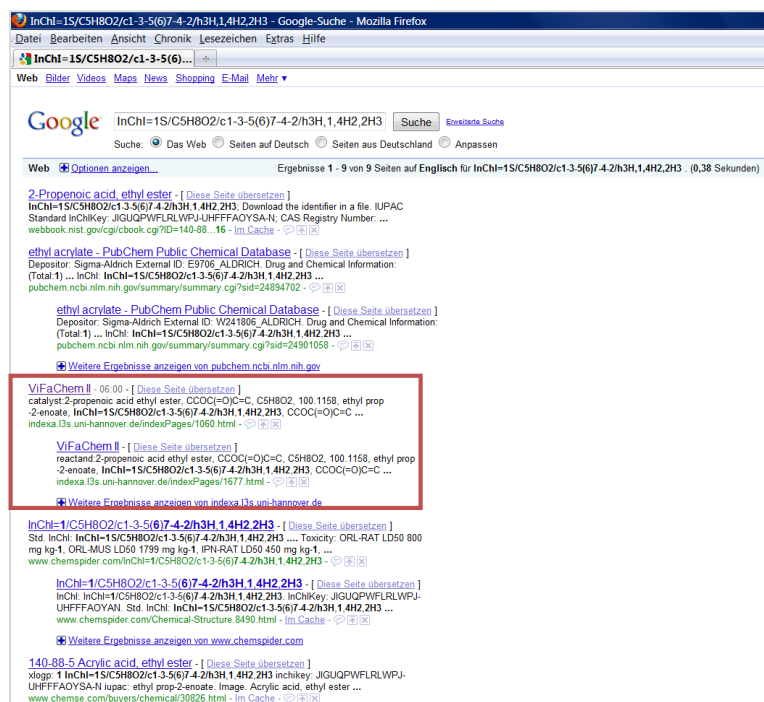 InChI=1S/C5H8O2/c1-3-5(6)7-4-2/h3H,1,4H2,2H3 - Google-Suche - Mozilla Firefox
Datei Bearbeiten Ansicht Chronik Lesezeichen Extras Hilfe
InChI=1S/C5H8O2/c1-3-5(6)...
Web Bilder Videos Maps News Shopping E-Mail Mehr ▼
Google InChI=1S/C5H8O2/c1-3-5(6)7-4-2/h3H,1,4H2,2H3 Suche Erweiterte Suche
Suche: Das Web Seiten auf Deutsch Seiten aus Deutschland Anpassen
Web Optionen anzeigen... Ergebnisse 1 - 9 von 9 Seiten auf Englisch für InChI=1S/C5H8O2/c1-3-5(6)7-4-2/h3H,1,4H2,2H3 . (0,38 Sekunden)
2-Propenoic acid, ethyl ester - [ Diese Seite übersetzen ]
InChI=1S/C5H8O2/c1-3-5(6)7-4-2/h3H,1,4H2,2H3; Download the identifier in a file. IUPAC
Standard InChIKey: JIGUQPWFLRLWPJ-UHFFFAOYSA-N; CAS Registry Number: ...
webbook.nist.gov/cgi/cbook.cgi?ID=140-88...16 - Im Cache -
ethyl acrylate - PubChem Public Chemical Database - [ Diese Seite übersetzen ]
Depositor: Sigma-Aldrich External ID: E9706_ALDRICH. Drug and Chemical Information:
(Total:1) ... InChI: InChI=1S/C5H8O2/c1-3-5(6)7-4-2/h3H,1,4H2,2H3 ...
pubchem.ncbi.nlm.nih.gov/summary/summary.cgi?sid=24894702 -
ethyl acrylate - PubChem Public Chemical Database - [ Diese Seite übersetzen ]
Depositor: Sigma-Aldrich External ID: W241806_ALDRICH. Drug and Chemical Information:
(Total:1) ... InChI: InChI=1S/C5H8O2/c1-3-5(6)7-4-2/h3H,1,4H2,2H3 ...
pubchem.ncbi.nlm.nih.gov/summary/summary.cgi?sid=24901058 -
Weitere Ergebnisse anzeigen von pubchem.ncbi.nlm.nih.gov
ViFaChem II - 06:00 - [ Diese Seite übersetzen ]
catalyst:2-propenoic acid ethyl ester, CCOC(=O)C=C, C5H8O2, 100.1158, ethyl prop
-2-enoate, InChI=1S/C5H8O2/c1-3-5(6)7-4-2/h3H,1,4H2,2H3, CCOC(=O)C=C ...
indexa.l3s.uni-hannover.de/indexPages/1060.html -
ViFaChem II - [ Diese Seite übersetzen ]
reactand:2-propenoic acid ethyl ester, CCOC(=O)C=C, C5H8O2, 100.1158, ethyl prop
-2-enoate, InChI=1S/C5H8O2/c1-3-5(6)7-4-2/h3H,1,4H2,2H3, CCOC(=O)C=C ...
indexa.l3s.uni-hannover.de/indexPages/1677.html -
Weitere Ergebnisse anzeigen von indexa.l3s.uni-hannover.de
InChI=1/C5H8O2/c1-3-5(6)7-4-2/h3H,1,4H2,2H3 - [ Diese Seite übersetzen ]
Std. InChI: InChI=1S/C5H8O2/c1-3-5(6)7-4-2/h3H,1,4H2,2H3 .... Toxicity: ORL-RAT LD50 800
mg kg-1, ORL-MUS LD50 1799 mg kg-1, IPN-RAT LD50 450 mg kg-1, ...
www.chemspider.com/InChI=1/C5H8O2/c1-3-5(6)7-4-2/h3H,1,4H2,2H3 -
InChI=1/C5H8O2/c1-3-5(6)7-4-2/h3H,1,4H2,2H3 - [ Diese Seite übersetzen ]
InChI: InChI=1/C5H8O2/c1-3-5(6)7-4-2/h3H,1,4H2,2H3. InChIKey: JIGUQPWFLRLWPJ-
UHFFFAOYAN. Std. InChI: InChI=1S/C5H8O2/c1-3-5(6)7-4-2/h3H,1,4H2,2H3 ...
www.chemspider.com/Chemical-Structure.8490.html - Im Cache -
Weitere Ergebnisse anzeigen von www.chemspider.com
140-88-5 Acrylic acid, ethyl ester - [ Diese Seite übersetzen ]
xlogp: 1 InChI=1S/C5H8O2/c1-3-5(6)7-4-2/h3H,1,4H2,2H3 inchikey: JIGUQPWFLRLWPJ-
UHFFFAOYSA-N iupac: ethyl prop-2-enoate. Image. Acrylic acid, ethyl ester ...
www.chemse.com/buyers/chemical/30826.html - Im Cache -